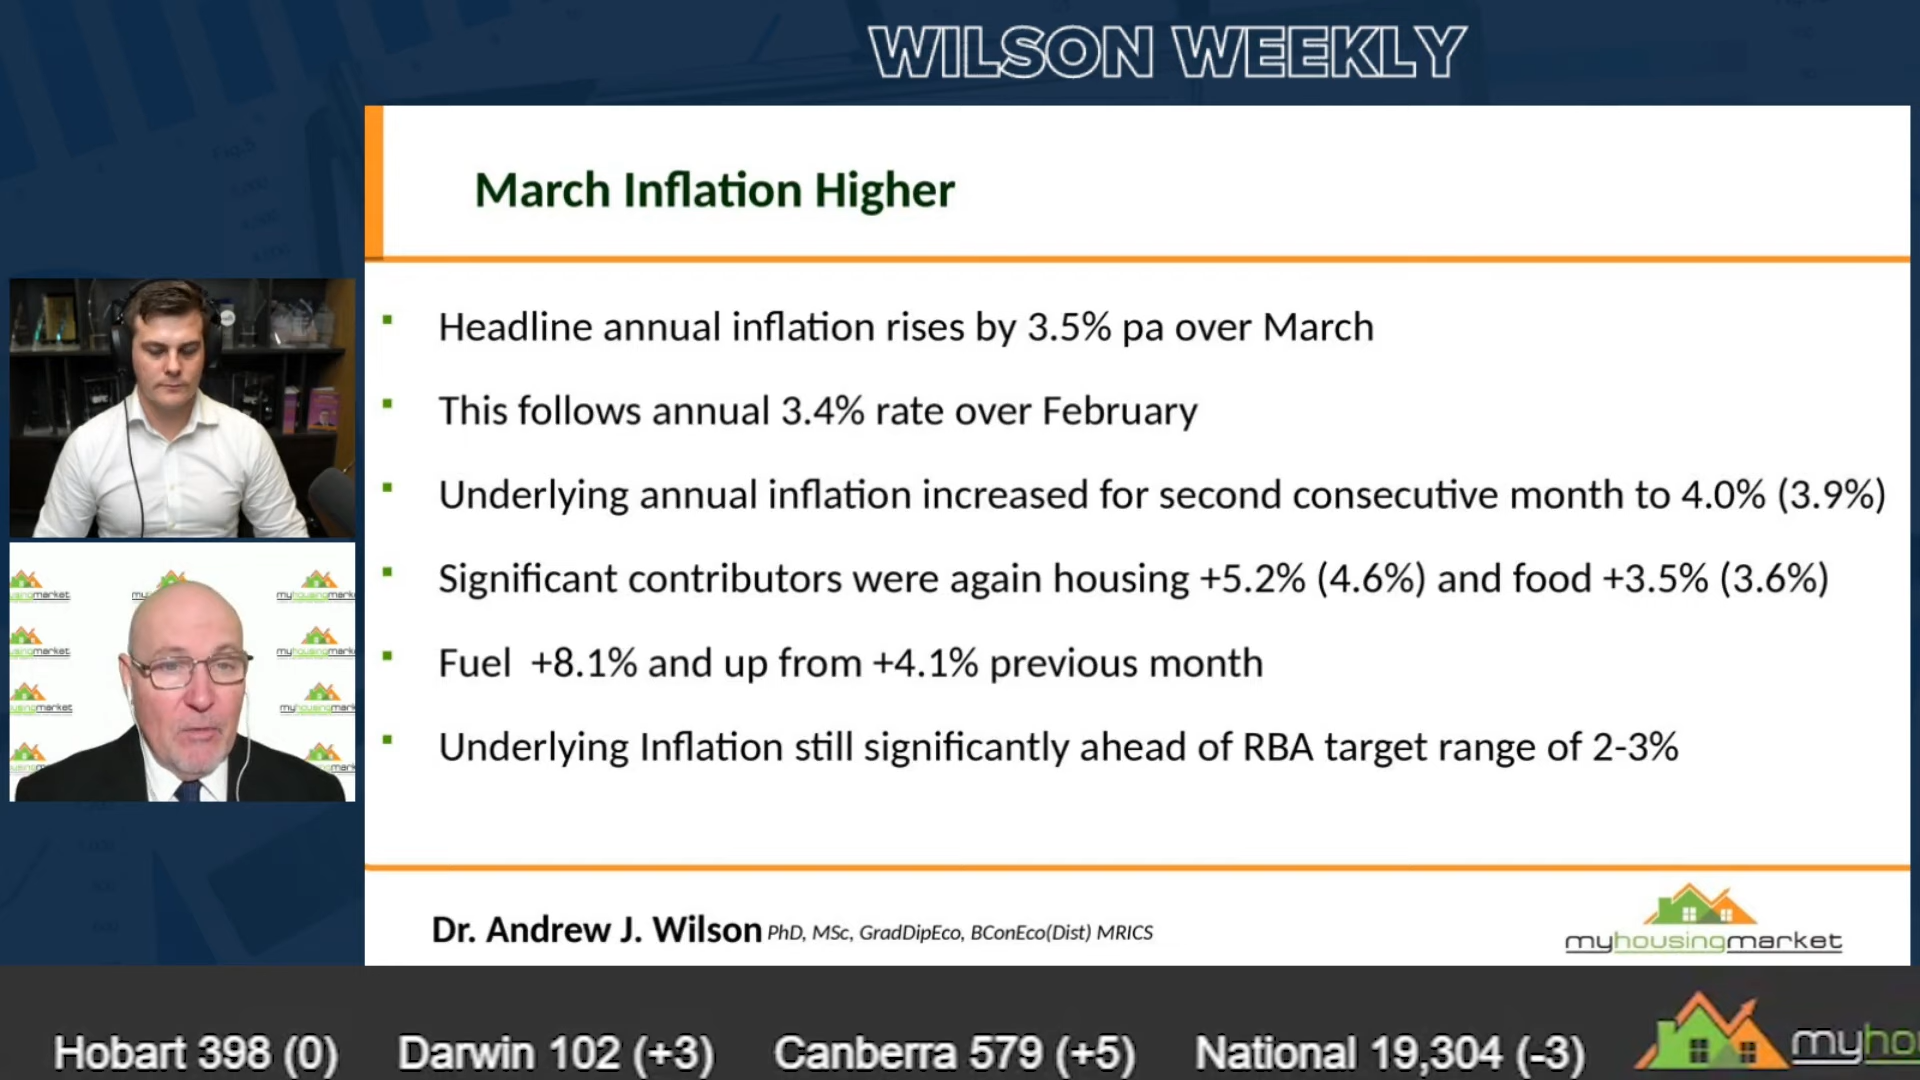 WILSON WEEKLY
March Inflation Higher
Headline annual inflation rises by 3.5% pa over March
This follows annual 3.4% rate over February
Underlying annual inflation increased for second consecutive month to 4.0% (3.9%)
Significant contributors were again housing +5.2% (4.6%) and food +3.5% (3.6%)
Fuel +8.1% and up from +4.1% previous month
Underlying Inflation still significantly ahead of RBA target range of 2-3%
Dr. Andrew J. Wilson PhD, MSc, GradDipEco, BConEco(Dist) MRICS
myhousingmarket
Hobart 398 (0) Darwin 102 (+3) Canberra 579 (+5) National 19,304 (-3) myho